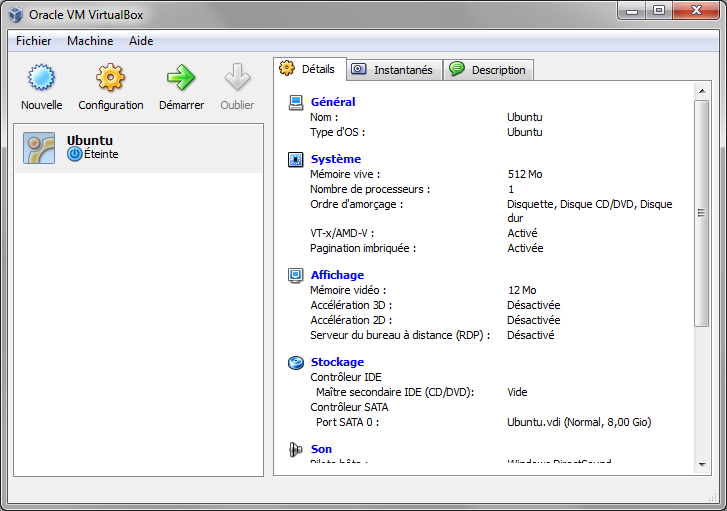 Oracle VM VirtualBox
Fichier Machine Aide
Nouvelle Configuration Démarrer Oublier
Ubuntu
Éteinte
Détails Instantanés Description
Général
Nom : Ubuntu
Type d'OS : Ubuntu
Système
Mémoire vive : 512 Mo
Nombre de processeurs : 1
Ordre d'amorçage : Disquette, Disque CD/DVD, Disque
dur
VT-x/AMD-V : Activé
Pagination imbriquée : Activée
Affichage
Mémoire vidéo : 12 Mo
Accélération 3D : Désactivée
Accélération 2D : Désactivée
Serveur du bureau à distance (RDP) : Désactivé
Stockage
Contrôleur IDE
Maître secondaire IDE (CD/DVD): Vide
Contrôleur SATA
Port SATA 0 : Ubuntu.vdi (Normal, 8,00 Gio)
Son
Pilote hôte : Windows DirectSound